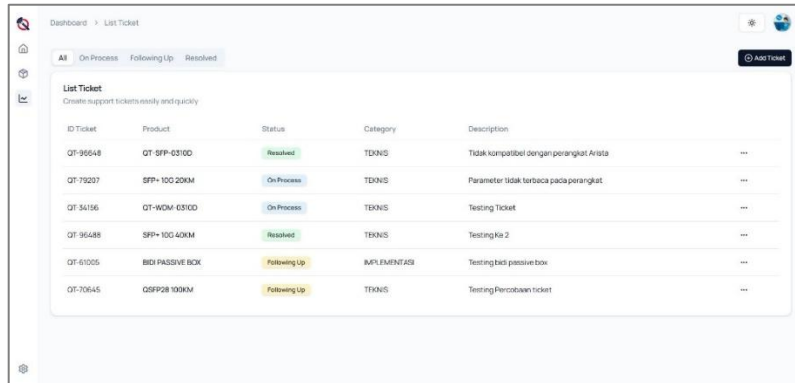 Dashboard > List Ticket
All On Process Following Up Resolved
Add Ticket
List Ticket
Create support tickets easily and quickly
ID Ticket Product Status Category Description
QT-96648 QT-SFP-0310D Resolved TEKNIS Tidak kompatibel dengan perangkat Arista
QT-79207 SFP+ 10G 20KM On Process TEKNIS Parameter tidak terbaca pada perangkat
QT-34156 QT-WDM-0310D On Process TEKNIS Testing Ticket
QT-96488 SFP+ 10G 40KM Resolved TEKNIS Testing Ke 2
QT-61005 BIDI PASSIVE BOX Following Up IMPLEMENTASI Testing bidi passive box
QT-70645 QSFP28 100KM Following Up TEKNIS Testing Percobaan ticket